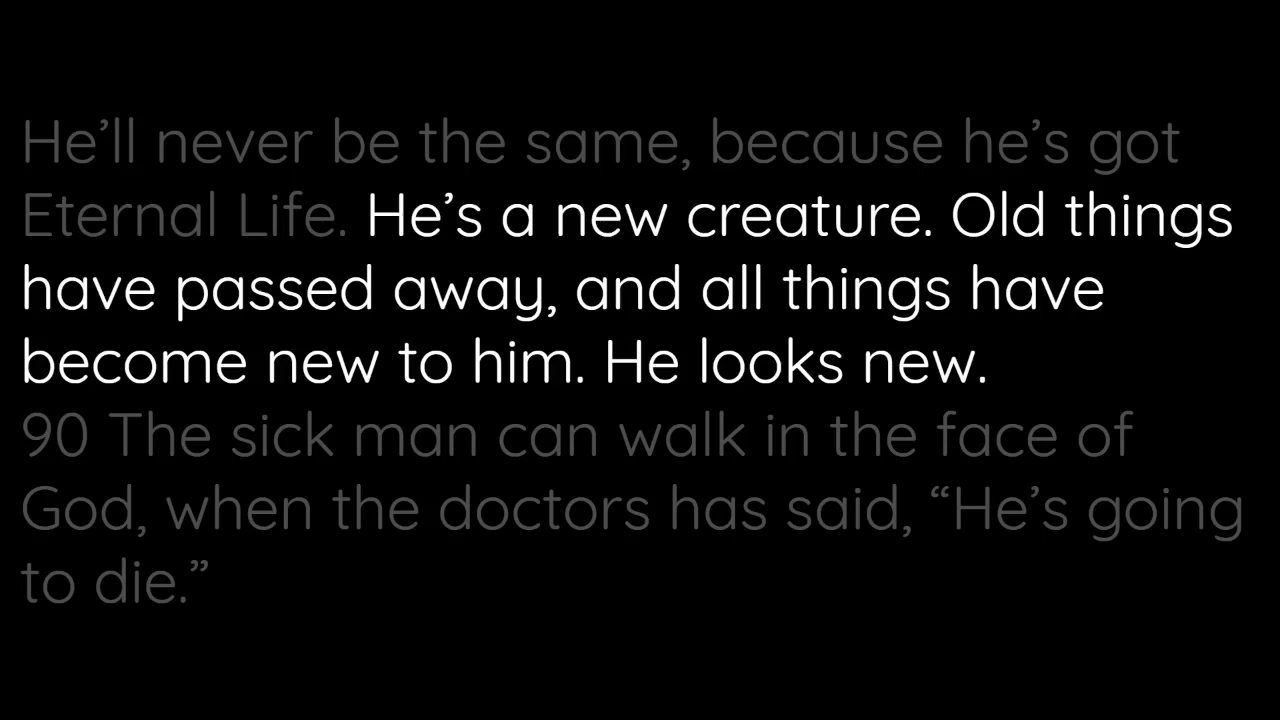 He’ll never be the same, because he’s got
Eternal Life. He’s a new creature. Old things
have passed away, and all things have
become new to him. He looks new.
90 The sick man can walk in the face of
God, when the doctors has said, “He’s going
to die.”